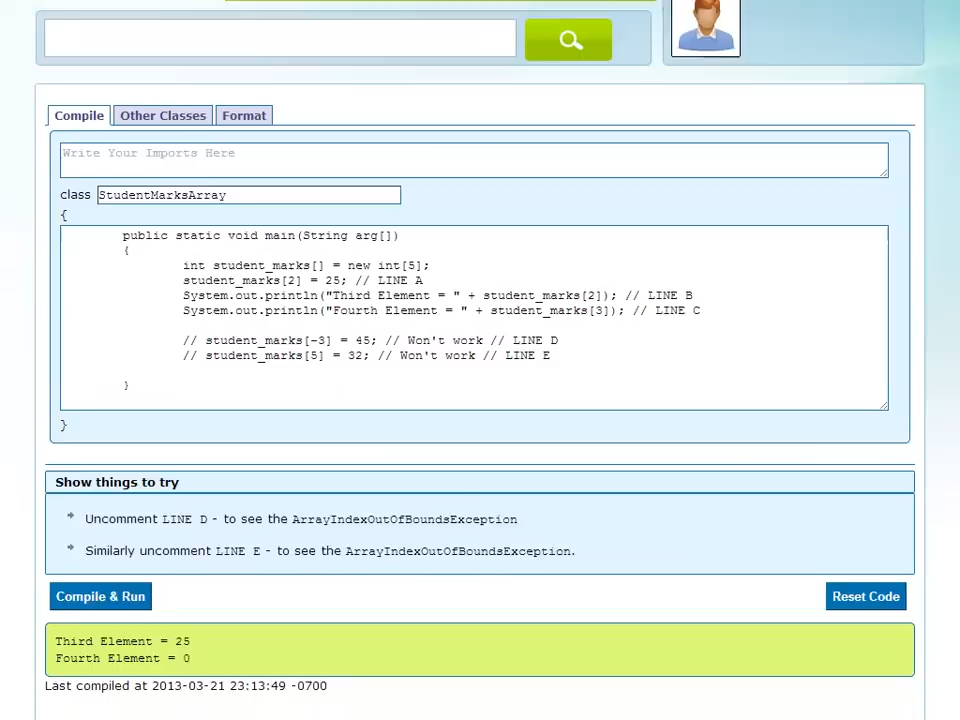 Compile Other Classes Format
Write Your Imports Here
class StudentMarksArray
{
public static void main(String arg[])
{
int student_marks[] = new int[5];
student_marks[2] = 25; // LINE A
System.out.println("Third Element = " + student_marks[2]); // LINE B
System.out.println("Fourth Element = " + student_marks[3]); // LINE C
// student_marks[-3] = 45; // Won't work // LINE D
// student_marks[5] = 32; // Won't work // LINE E
}
}
Show things to try
Uncomment LINE D - to see the ArrayIndexOutOfBoundsException
Similarly uncomment LINE E - to see the ArrayIndexOutOfBoundsException.
Compile & Run Reset Code
Third Element = 25
Fourth Element = 0
Last compiled at 2013-03-21 23:13:49 -0700